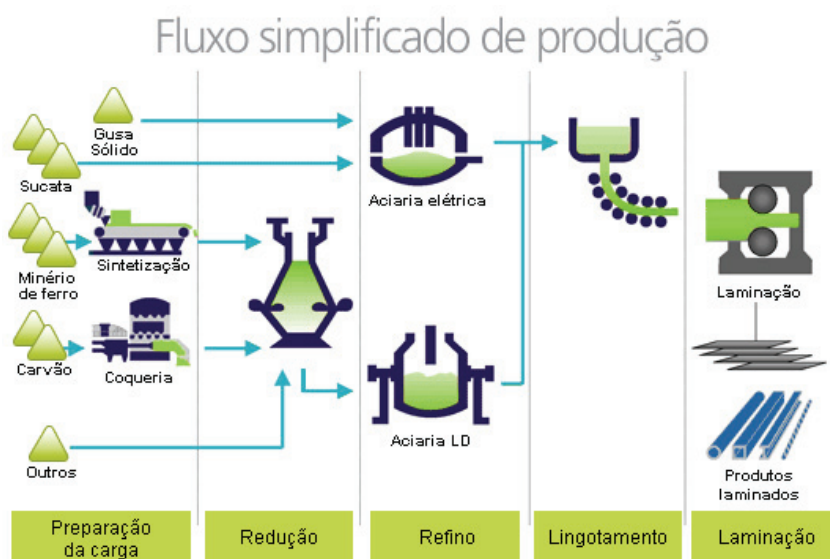 Fluxo simplificado de produção
Gusa
Sólido
Sucata
Aciaria elétrica
Sintetização
Minério
de ferro
Laminação
Carvão
Coqueria
Aciaria LD
Outros
Produtos
laminados
Preparação
da carga
Redução
Refino
Lingotamento
Laminação